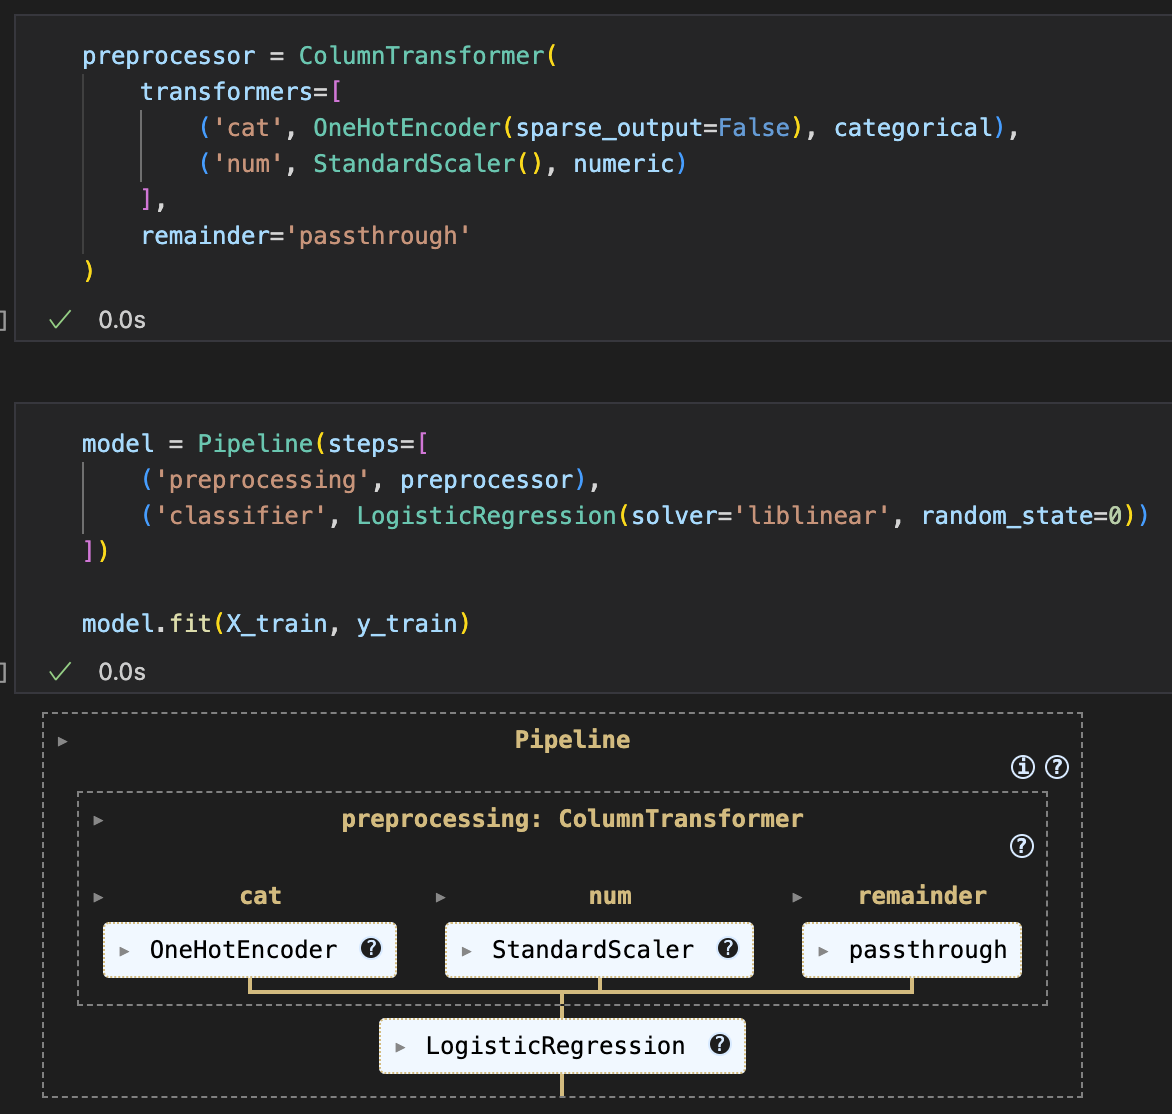 preprocessor = ColumnTransformer(
    transformers=[
        ('cat', OneHotEncoder(sparse_output=False), categorical),
        ('num', StandardScaler(), numeric)
    ],
    remainder='passthrough'
)
] ✓ 0.0s
model = Pipeline(steps=[
    ('preprocessing', preprocessor),
    ('classifier', LogisticRegression(solver='liblinear', random_state=0))
])
model.fit(X_train, y_train)
] ✓ 0.0s
▸ Pipeline
i ?
▸ preprocessing: ColumnTransformer
?
▸ cat ▸ num ▸ remainder
▸ OneHotEncoder ? ▸ StandardScaler ? ▸ passthrough
▸ LogisticRegression ?